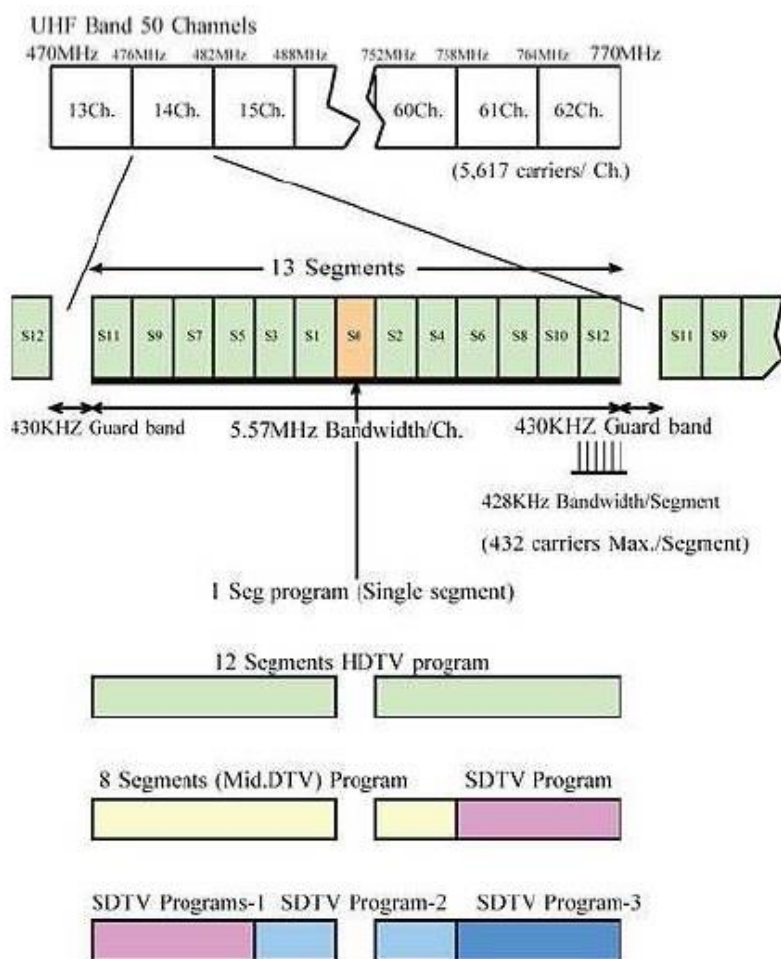 UHF Band 50 Channels
470MHz 476MHz 482MHz 488MHz 752MHz 758MHz 764MHz 770MHz
13Ch. 14Ch. 15Ch. 60Ch. 61Ch. 62Ch.
(5,617 carriers/ Ch.)
13 Segments
S12 S11 S9 S7 S5 S3 S1 S0 S2 S4 S6 S8 S10 S12 S11 S9
430KHZ Guard band 5.57MHz Bandwidth/Ch. 430KHZ Guard band
428KHz Bandwidth/Segment
(432 carriers Max./Segment)
1 Seg program (Single segment)
12 Segments HDTV program
8 Segments (Mid.DTV) Program SDTV Program
SDTV Programs-1 SDTV Program-2 SDTV Program-3